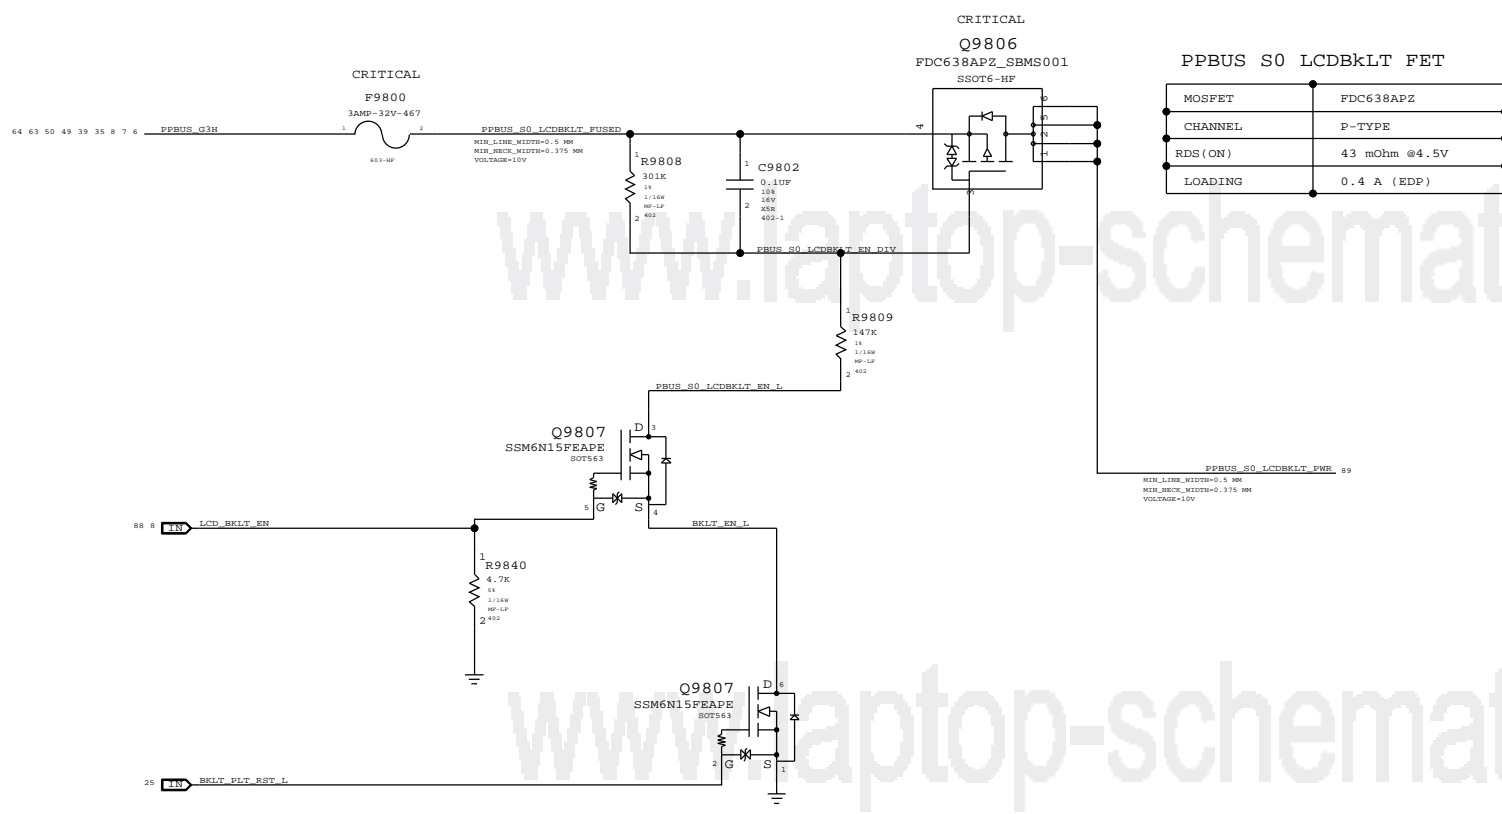 CRITICAL
Q9806
FDC638APZ_SBMS001
SSOT6-HF
PPBUS S0 LCDBkLT FET
MOSFET FDC638APZ
CHANNEL P-TYPE
RDS(ON) 43 mOhm @4.5V
LOADING 0.4 A (EDP)
CRITICAL
F9800
3AMP-32V-467
1 2
603-HF
64 63 50 49 39 35 8 7 6 PPBUS_G3H
PPBUS_S0_LCDBKLT_FUSED
MIN_LINE_WIDTH=0.5 MM
MIN_NECK_WIDTH=0.375 MM
VOLTAGE=10V
4 6 5 2 1 3
1
R9808
301K
1%
1/16W
MF-LF
2 402
1
C9802
0.1UF
10%
16V
2
X5R
402-1
PBUS_S0_LCDBKLT_EN_DIV
1
R9809
147K
1%
1/16W
MF-LF
2 402
PBUS_S0_LCDBKLT_EN_L
Q9807
SSM6N15FEAPE
SOT563
D 3
5 G S 4
PPBUS_S0_LCDBKLT_PWR 89
MIN_LINE_WIDTH=0.5 MM
MIN_NECK_WIDTH=0.375 MM
VOLTAGE=10V
88 8 IN LCD_BKLT_EN
BKLT_EN_L
1
R9840
4.7K
5%
1/16W
MF-LF
2 402
Q9807
SSM6N15FEAPE
SOT563
D 6
2 G S 1
25 IN BKLT_PLT_RST_L
www.laptop-schemat
www.laptop-schemat